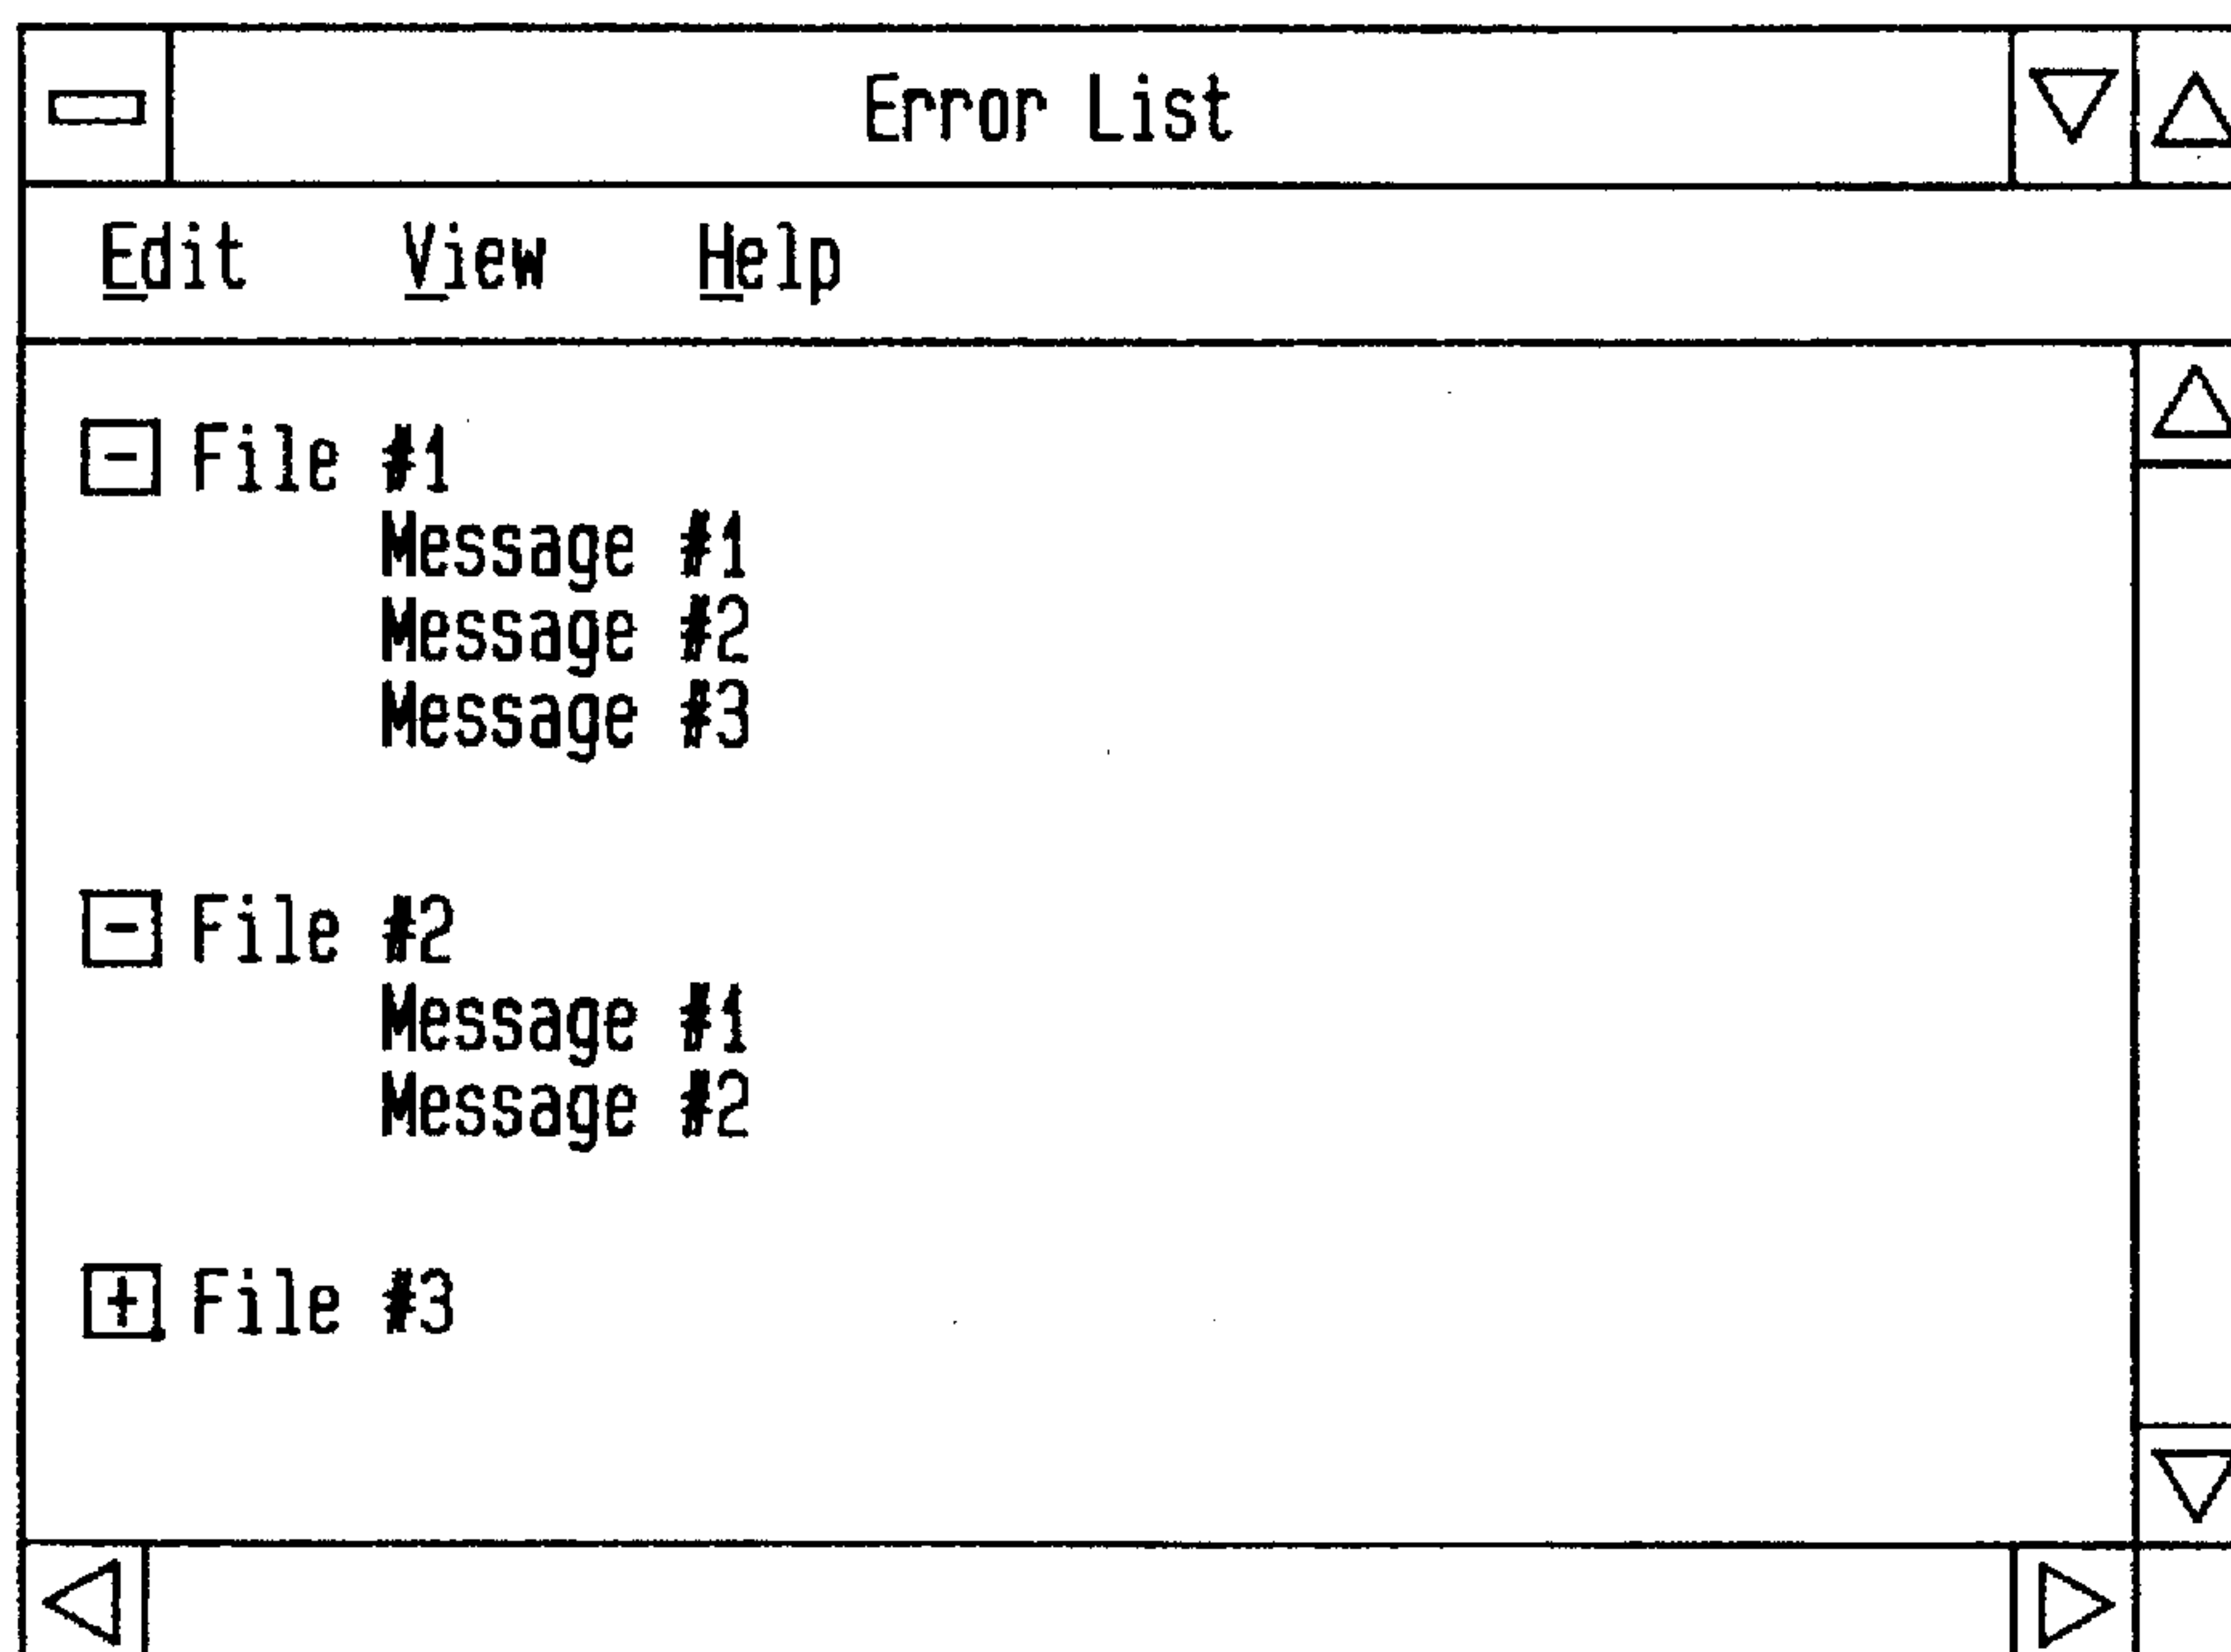 Error List
Edit View Help
- File #1
Message #1
Message #2
Message #3
- File #2
Message #1
Message #2
+ File #3